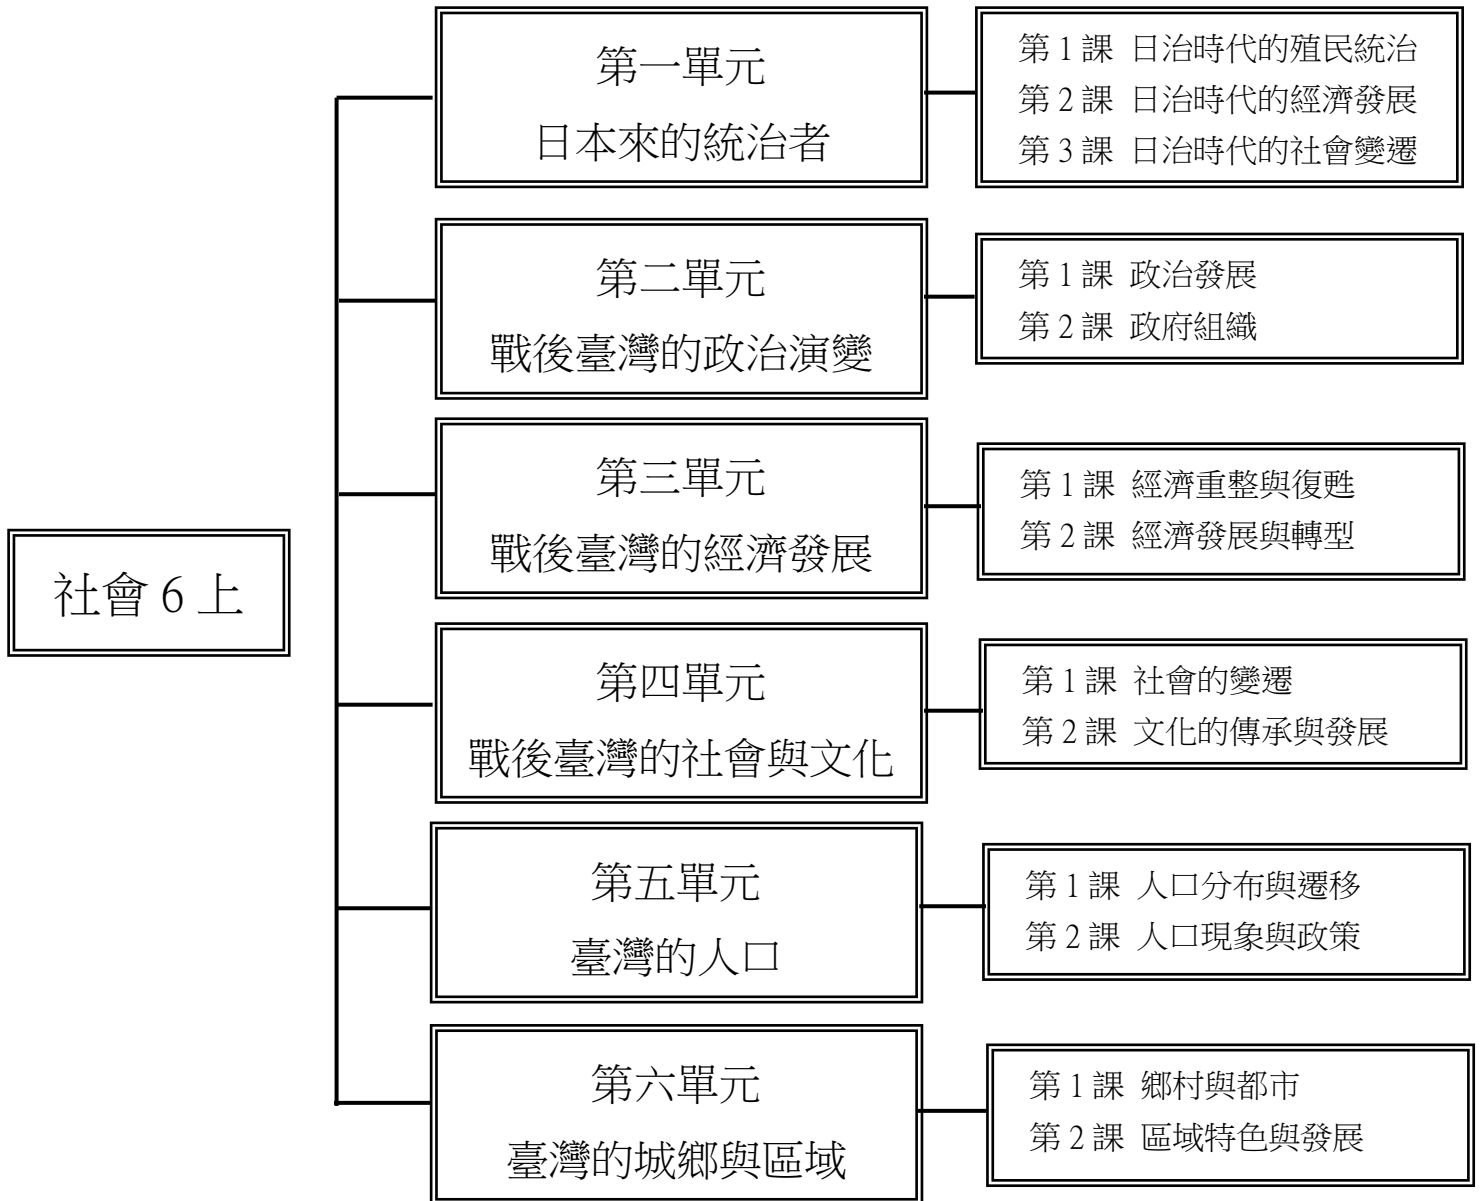 社會 6 上
第一單元
日本來的統治者
第 1 課 日治時代的殖民統治
第 2 課 日治時代的經濟發展
第 3 課 日治時代的社會變遷
第二單元
戰後臺灣的政治演變
第 1 課 政治發展
第 2 課 政府組織
第三單元
戰後臺灣的經濟發展
第 1 課 經濟重整與復甦
第 2 課 經濟發展與轉型
第四單元
戰後臺灣的社會與文化
第 1 課 社會的變遷
第 2 課 文化的傳承與發展
第五單元
臺灣的人口
第 1 課 人口分布與遷移
第 2 課 人口現象與政策
第六單元
臺灣的城鄉與區域
第 1 課 鄉村與都市
第 2 課 區域特色與發展